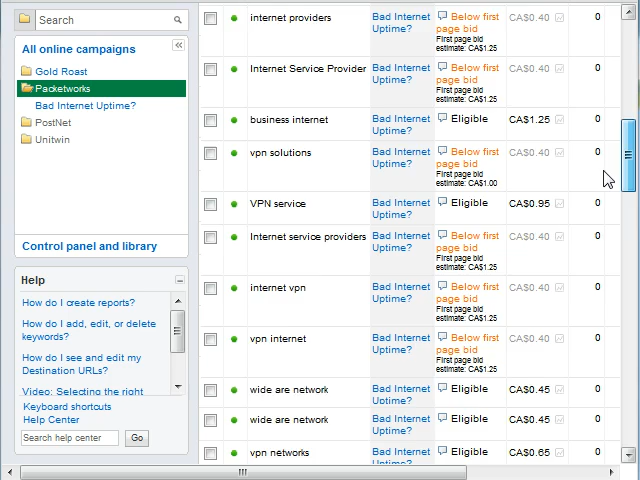 Search
All online campaigns
Gold Roast
Packetworks
Bad Internet Uptime?
PostNet
Unitwin
Control panel and library
Help
How do I create reports?
How do I add, edit, or delete
keywords?
How do I see and edit my
Destination URLs?
Video: Selecting the right
Keyboard shortcuts
Help Center
Search help center
Go
internet providers
Bad Internet
Uptime?
Below first
page bid
First page bid
estimate: CA$1.25
CA$0.40
0
Internet Service Provider
Bad Internet
Uptime?
Below first
page bid
First page bid
estimate: CA$1.25
CA$0.40
0
business internet
Bad Internet
Uptime?
Eligible
CA$1.25
0
vpn solutions
Bad Internet
Uptime?
Below first
page bid
First page bid
estimate: CA$1.00
CA$0.40
0
VPN service
Bad Internet
Uptime?
Eligible
CA$0.95
0
Internet service providers
Bad Internet
Uptime?
Below first
page bid
First page bid
estimate: CA$1.25
CA$0.40
0
internet vpn
Bad Internet
Uptime?
Below first
page bid
First page bid
estimate: CA$1.25
CA$0.40
0
vpn internet
Bad Internet
Uptime?
Below first
page bid
First page bid
estimate: CA$1.25
CA$0.40
0
wide are network
Bad Internet
Uptime?
Eligible
CA$0.45
0
wide are network
Bad Internet
Uptime?
Eligible
CA$0.45
0
vpn networks
Bad Internet
Uptime?
Eligible
CA$0.65
0